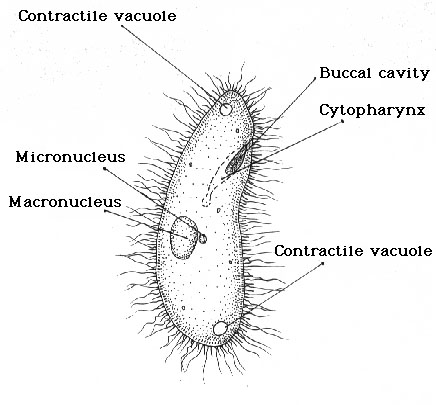 Contractile vacuole
Buccal cavity
Cytopharynx
Micronucleus
Macronucleus
Contractile vacuole